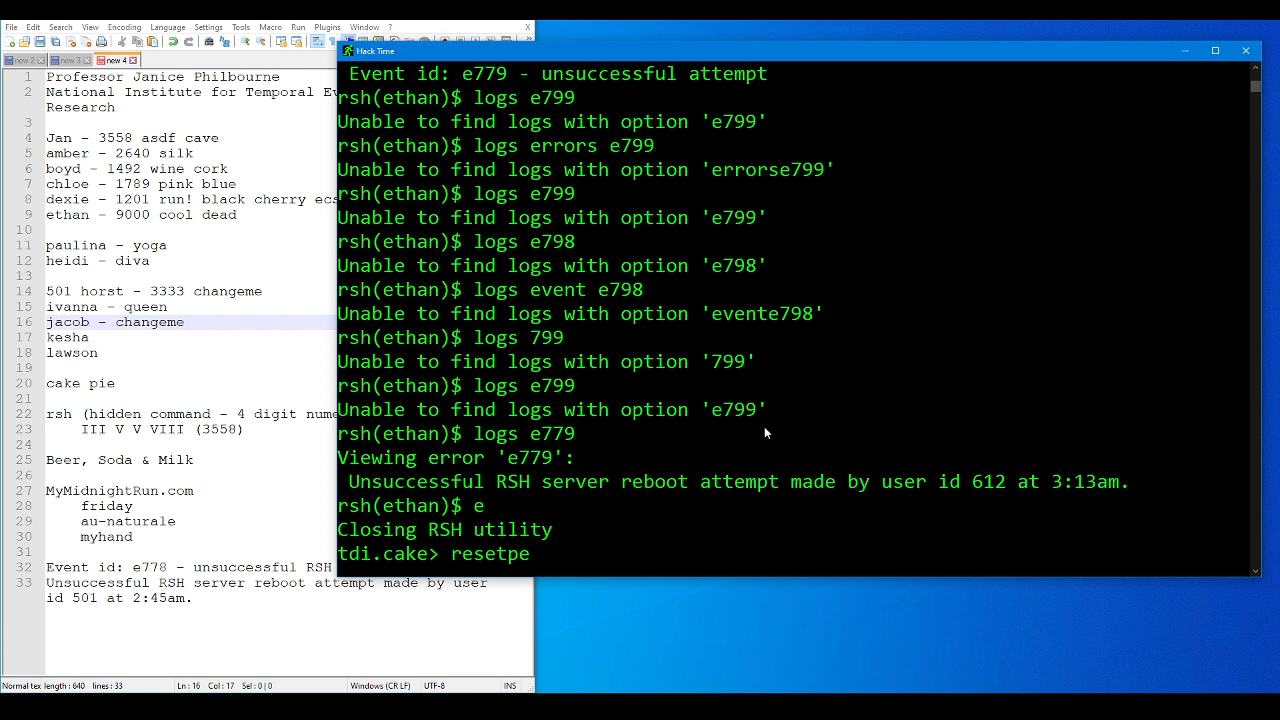 File Edit Search View Encoding Language Settings Tools Macro Run Plugins Window ? X
new 2 new 3 new 4
1 Professor Janice Philbourne
2 National Institute for Temporal
Research
3
4 Jan - 3558 asdf cave
5 amber - 2640 silk
6 boyd - 1492 wine cork
7 chloe - 1789 pink blue
8 dexie - 1201 run! black cherry ecs
9 ethan - 9000 cool dead
10
11 paulina - yoga
12 heidi - diva
13
14 501 horst - 3333 changeme
15 ivanna - queen
16 jacob - changeme
17 kesha
18 lawson
19
20 cake pie
21
22 rsh (hidden command - 4 digit nume
23 III V V VIII (3558)
24
25 Beer, Soda & Milk
26
27 MyMidnightRun.com
28 friday
29 au-naturale
30 myhand
31
32 Event id: e778 - unsuccessful RSH
33 Unsuccessful RSH server reboot attempt made by user
id 501 at 2:45am.
Normal tex length: 640 lines: 33 Ln: 16 Col: 17 Sel: 0 | 0 Windows (CR LF) UTF-8 INS
Hack Time
Event id: e779 - unsuccessful attempt
rsh(ethan)$ logs e799
Unable to find logs with option 'e799'
rsh(ethan)$ logs errors e799
Unable to find logs with option 'errorse799'
rsh(ethan)$ logs e799
Unable to find logs with option 'e799'
rsh(ethan)$ logs e798
Unable to find logs with option 'e798'
rsh(ethan)$ logs event e798
Unable to find logs with option 'evente798'
rsh(ethan)$ logs 799
Unable to find logs with option '799'
rsh(ethan)$ logs e799
Unable to find logs with option 'e799'
rsh(ethan)$ logs e779
Viewing error 'e779':
Unsuccessful RSH server reboot attempt made by user id 612 at 3:13am.
rsh(ethan)$ e
Closing RSH utility
tdi.cake> resetpe